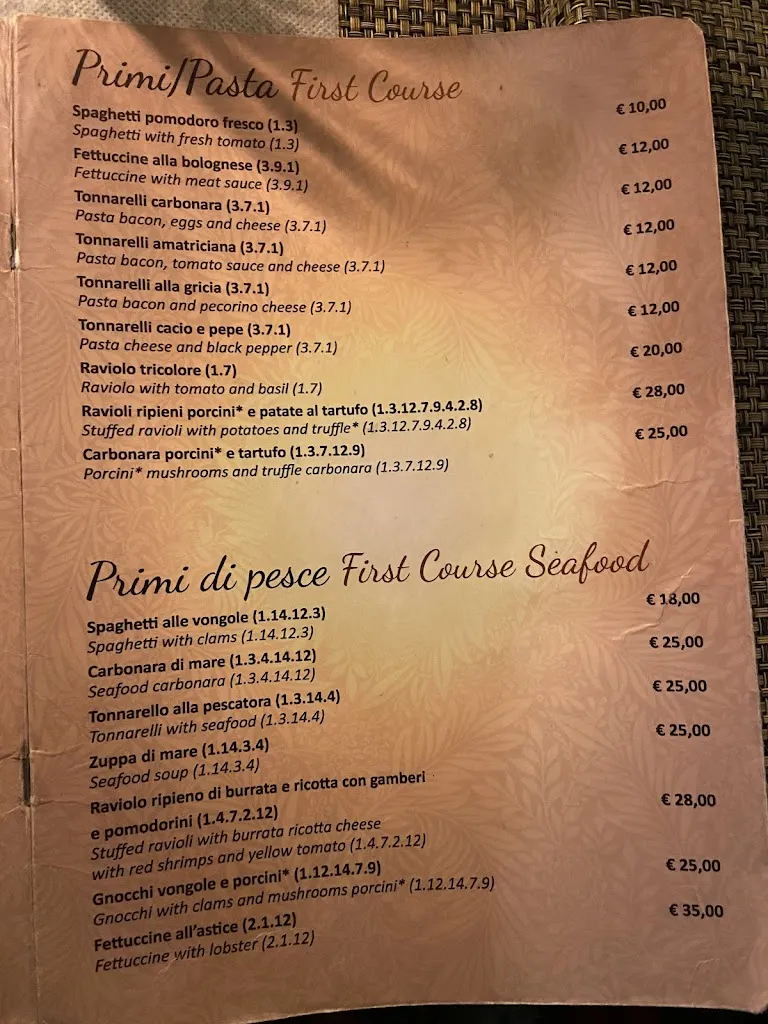 Primi/Pasta First Course
Spaghetti pomodoro fresco (1.3) € 10,00
Spaghetti with fresh tomato (1.3)
Fettuccine alla bolognese (3.9.1) € 12,00
Fettuccine with meat sauce (3.9.1)
Tonnarelli carbonara (3.7.1) € 12,00
Pasta bacon, eggs and cheese (3.7.1)
Tonnarelli amatriciana (3.7.1) € 12,00
Pasta bacon, tomato sauce and cheese (3.7.1)
Tonnarelli alla gricia (3.7.1) € 12,00
Pasta bacon and pecorino cheese (3.7.1)
Tonnarelli cacio e pepe (3.7.1) € 12,00
Pasta cheese and black pepper (3.7.1)
Raviolo tricolore (1.7) € 20,00
Raviolo with tomato and basil (1.7)
Ravioli ripieni porcini* e patate al tartufo (1.3.12.7.9.4.2.8) € 28,00
Stuffed ravioli with potatoes and truffle* (1.3.12.7.9.4.2.8)
Carbonara porcini* e tartufo (1.3.7.12.9) € 25,00
Porcini* mushrooms and truffle carbonara (1.3.7.12.9)
Primi di pesce First Course Seafood
Spaghetti alle vongole (1.14.12.3) € 18,00
Spaghetti with clams (1.14.12.3)
Carbonara di mare (1.3.4.14.12) € 25,00
Seafood carbonara (1.3.4.14.12)
Tonnarello alla pescatora (1.3.14.4) € 25,00
Tonnarelli with seafood (1.3.14.4)
Zuppa di mare (1.14.3.4) € 25,00
Seafood soup (1.14.3.4)
Raviolo ripieno di burrata e ricotta con gamberi
e pomodorini (1.4.7.2.12) € 28,00
Stuffed ravioli with burrata ricotta cheese
with red shrimps and yellow tomato (1.4.7.2.12)
Gnocchi vongole e porcini* (1.12.14.7.9) € 25,00
Gnocchi with clams and mushrooms porcini* (1.12.14.7.9)
Fettuccine all'astice (2.1.12) € 35,00
Fettuccine with lobster (2.1.12)